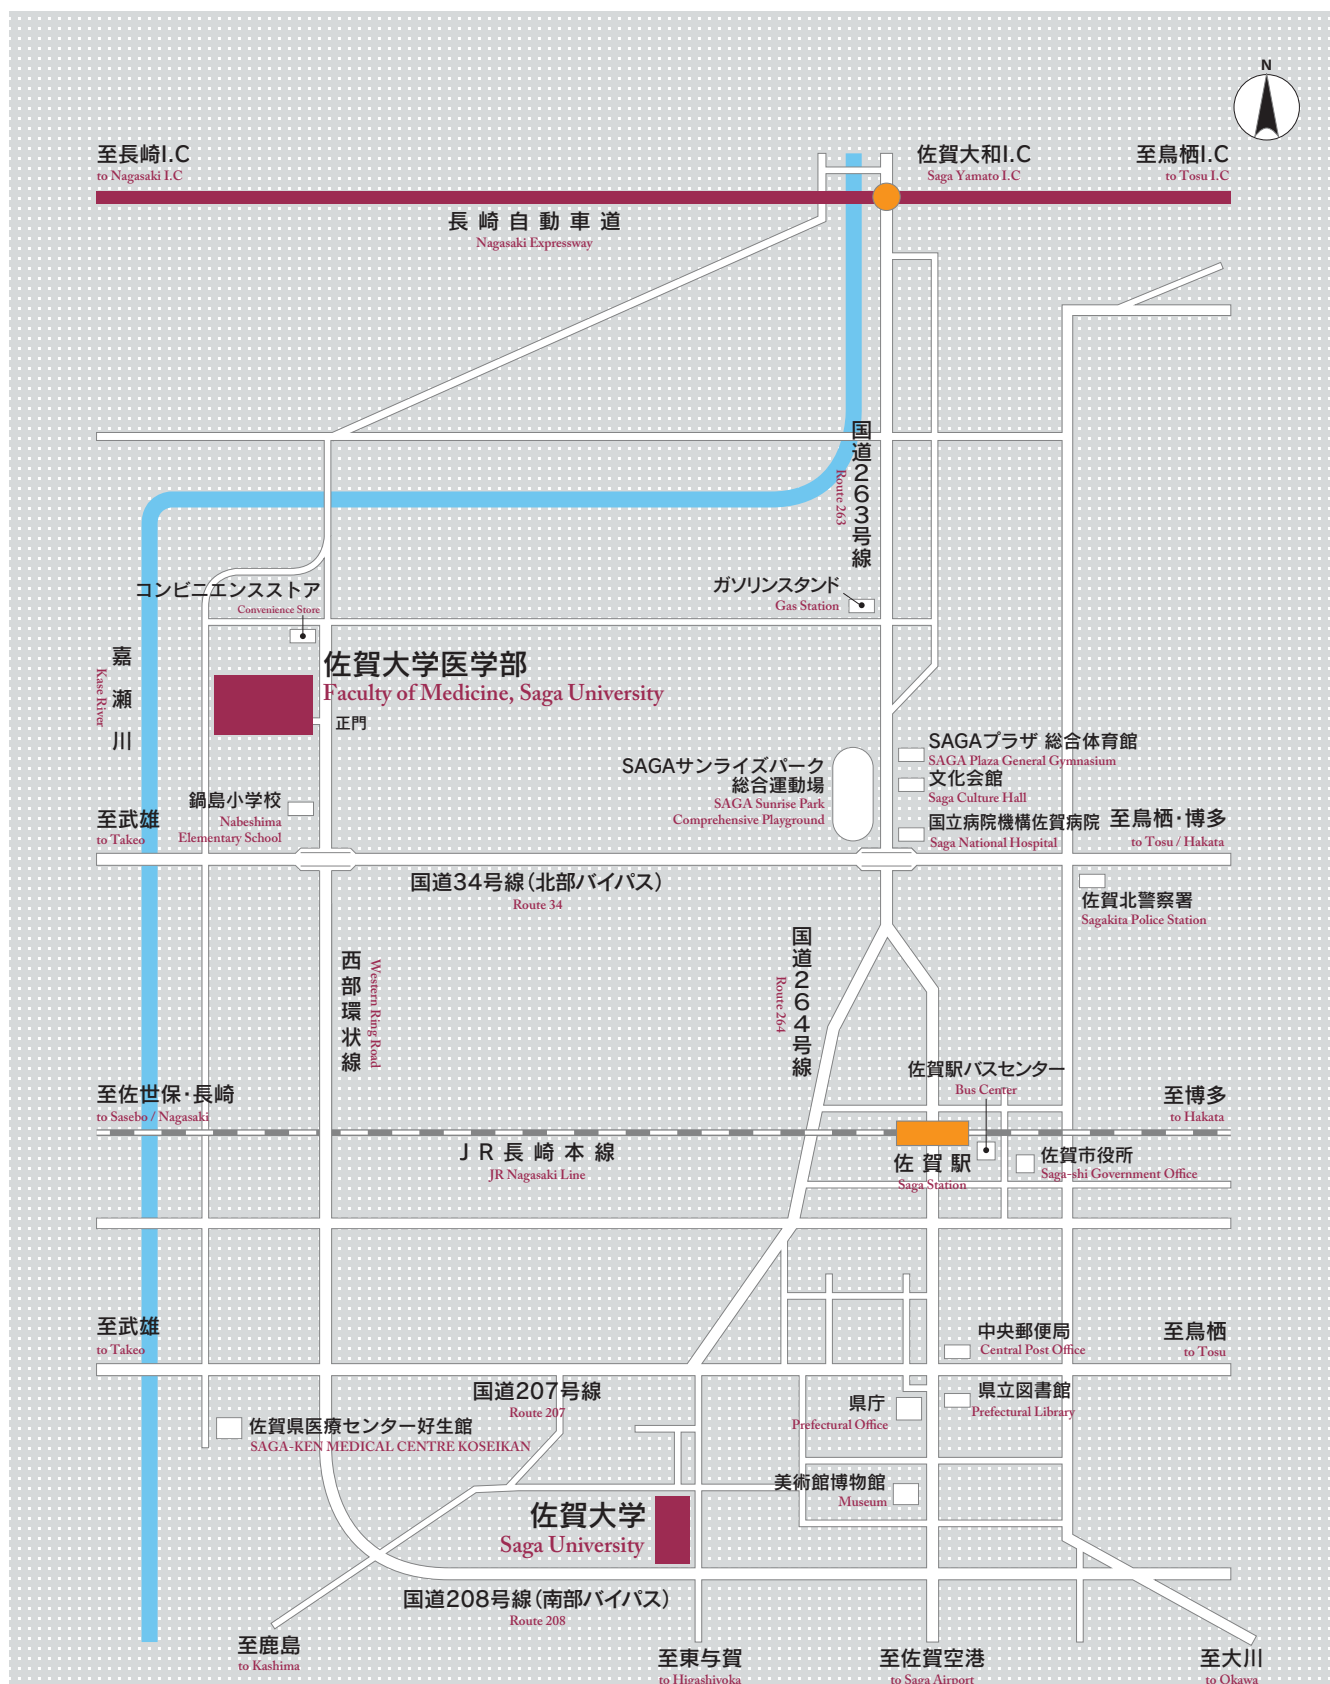 N
至長崎I.C
to Nagasaki I.C
佐賀大和I.C
Saga Yamato I.C
至鳥栖I.C
to Tosu I.C
長崎自動車道
Nagasaki Expressway
国道263号線
Route 263
コンビニエンスストア
Convenience Store
ガソリンスタンド
Gas Station
嘉瀬川
Kase River
佐賀大学医学部
Faculty of Medicine, Saga University
正門
SAGAサンライズパーク
総合運動場
SAGA Sunrise Park
Comprehensive Playground
SAGAプラザ 総合体育館
SAGA Plaza General Gymnasium
文化会館
Saga Culture Hall
国立病院機構佐賀病院
Saga National Hospital
鍋島小学校
Nabeshima
Elementary School
至武雄
to Takeo
至鳥栖・博多
to Tosu / Hakata
国道34号線（北部バイパス）
Route 34
佐賀北警察署
Sagakita Police Station
西部環状線
Western Ring Road
国道264号線
Route 264
佐賀駅バスセンター
Bus Center
至佐世保・長崎
to Sasebo / Nagasaki
至博多
to Hakata
JR長崎本線
JR Nagasaki Line
佐賀駅
Saga Station
佐賀市役所
Saga-shi Government Office
至武雄
to Takeo
中央郵便局
Central Post Office
至鳥栖
to Tosu
国道207号線
Route 207
県庁
Prefectural Office
県立図書館
Prefectural Library
佐賀県医療センター好生館
SAGA-KEN MEDICAL CENTRE KOSEIKAN
美術館博物館
Museum
佐賀大学
Saga University
国道208号線（南部バイパス）
Route 208
至鹿島
to Kashima
至東与賀
to Higashiyoka
至佐賀空港
to Saga Airport
至大川
to Okawa